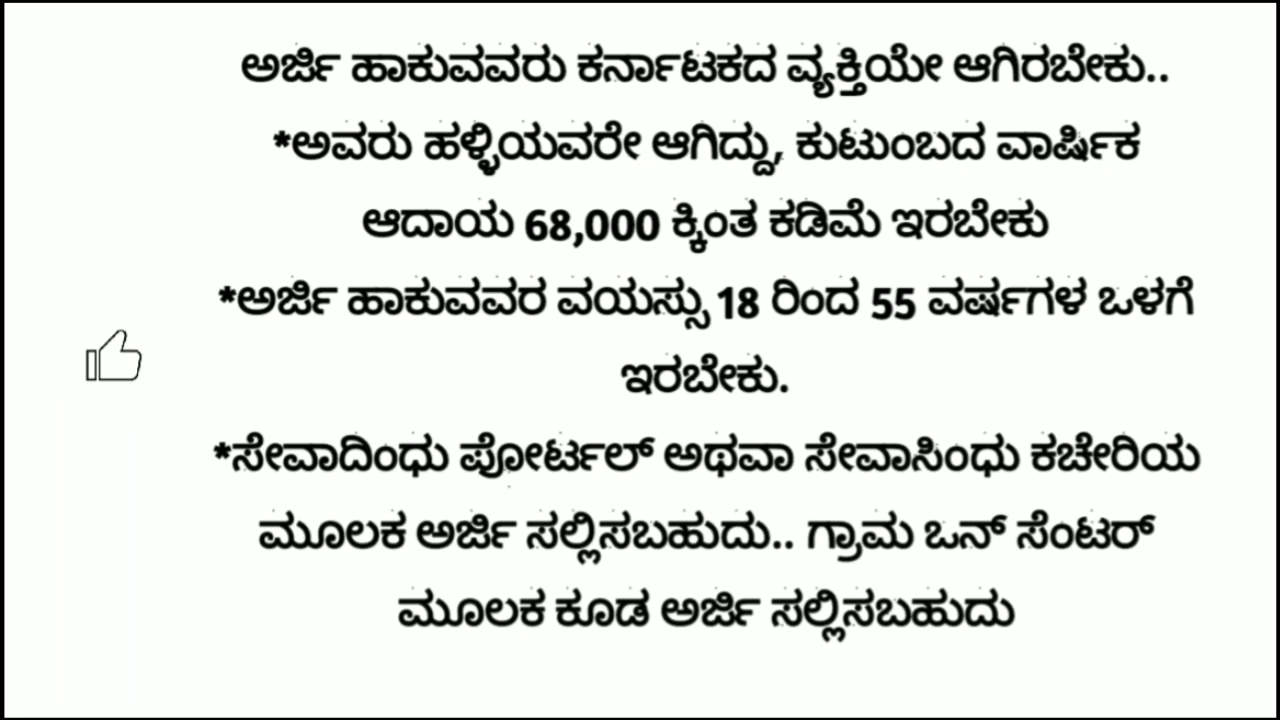 ಅರ್ಜಿ ಹಾಕುವವರು ಕರ್ನಾಟಕದ ವ್ಯಕ್ತಿಯೇ ಆಗಿರಬೇಕು..
*ಅವರು ಹಳ್ಳಿಯವರೇ ಆಗಿದ್ದು, ಕುಟುಂಬದ ವಾರ್ಷಿಕ
ಆದಾಯ 68,000 ಕ್ಕಿಂತ ಕಡಿಮೆ ಇರಬೇಕು
*ಅರ್ಜಿ ಹಾಕುವವರ ವಯಸ್ಸು 18 ರಿಂದ 55 ವರ್ಷಗಳ ಒಳಗೆ
ಇರಬೇಕು.
*ಸೇವಾದಿಂಧು ಪೋರ್ಟಲ್ ಅಥವಾ ಸೇವಾಸಿಂಧು ಕಚೇರಿಯ
ಮೂಲಕ ಅರ್ಜಿ ಸಲ್ಲಿಸಬಹುದು.. ಗ್ರಾಮ ಒನ್ ಸೆಂಟರ್
ಮೂಲಕ ಕೂಡ ಅರ್ಜಿ ಸಲ್ಲಿಸಬಹುದು